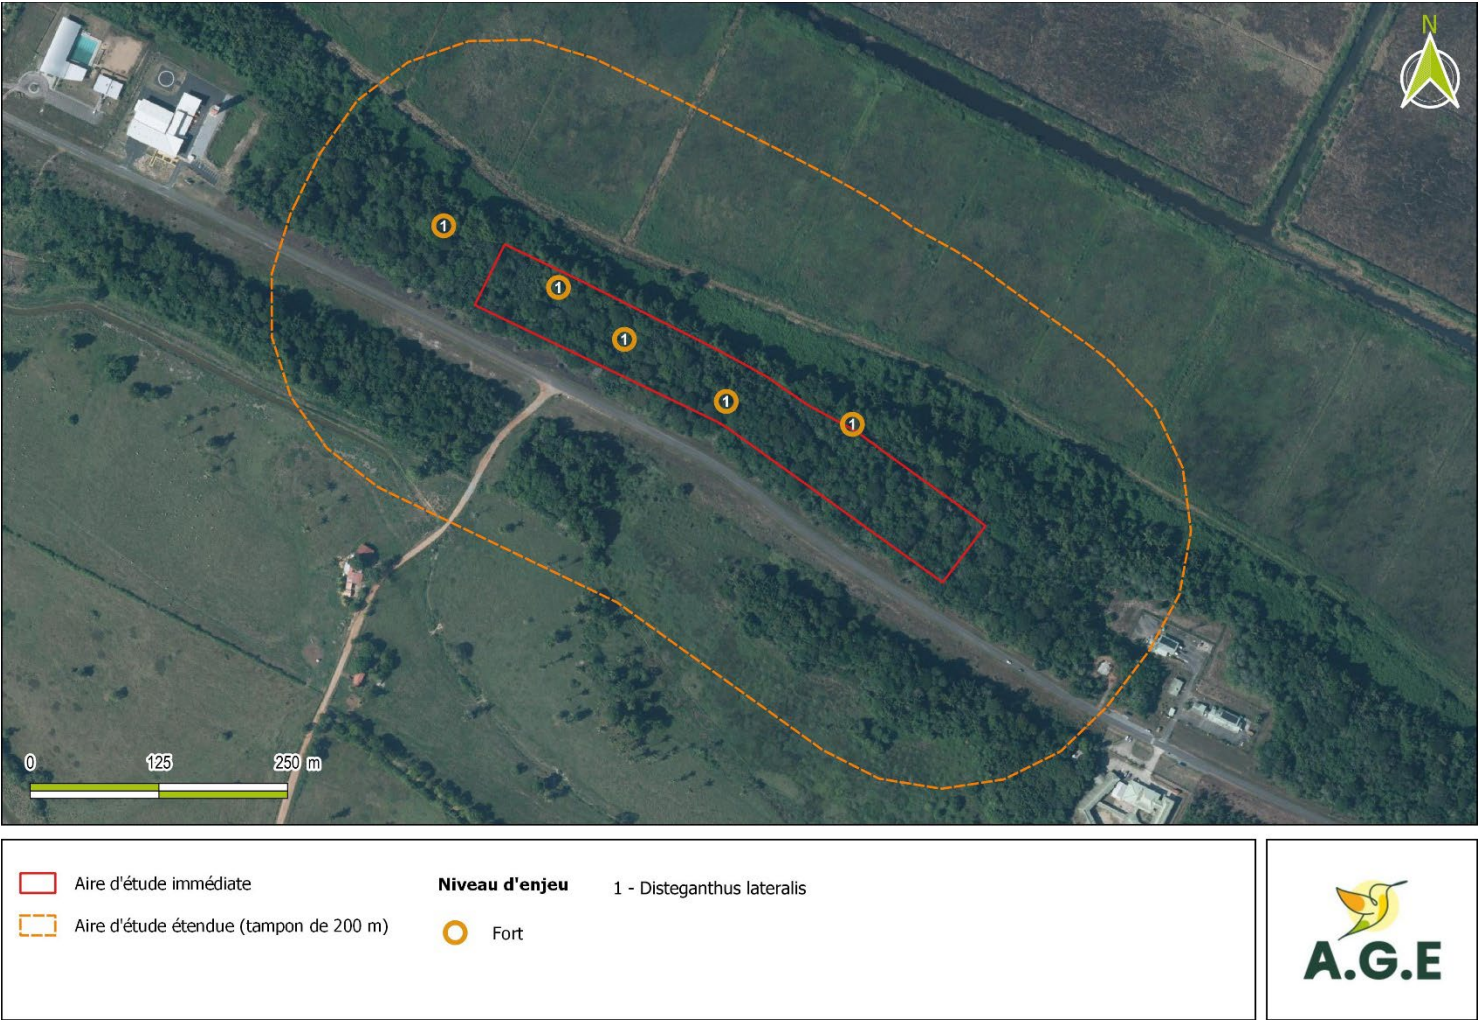 N
1
1
1
1
1
0 125 250 m
Aire d'étude immédiate
Aire d'étude étendue (tampon de 200 m)
Niveau d'enjeu
Fort
1 - Disteganthus lateralis
A.G.E